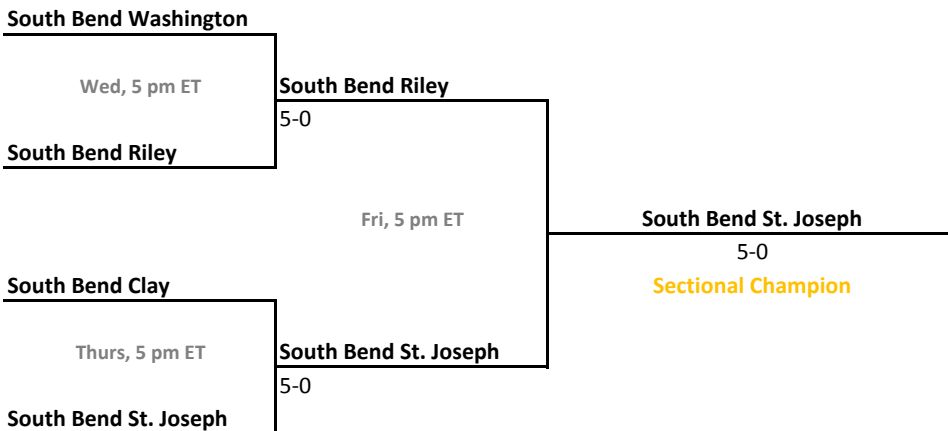 South Bend Washington
Wed, 5 pm ET
South Bend Riley
5-0
South Bend Riley
Fri, 5 pm ET
South Bend St. Joseph
5-0
Sectional Champion
South Bend Clay
Thurs, 5 pm ET
South Bend St. Joseph
5-0
South Bend St. Joseph